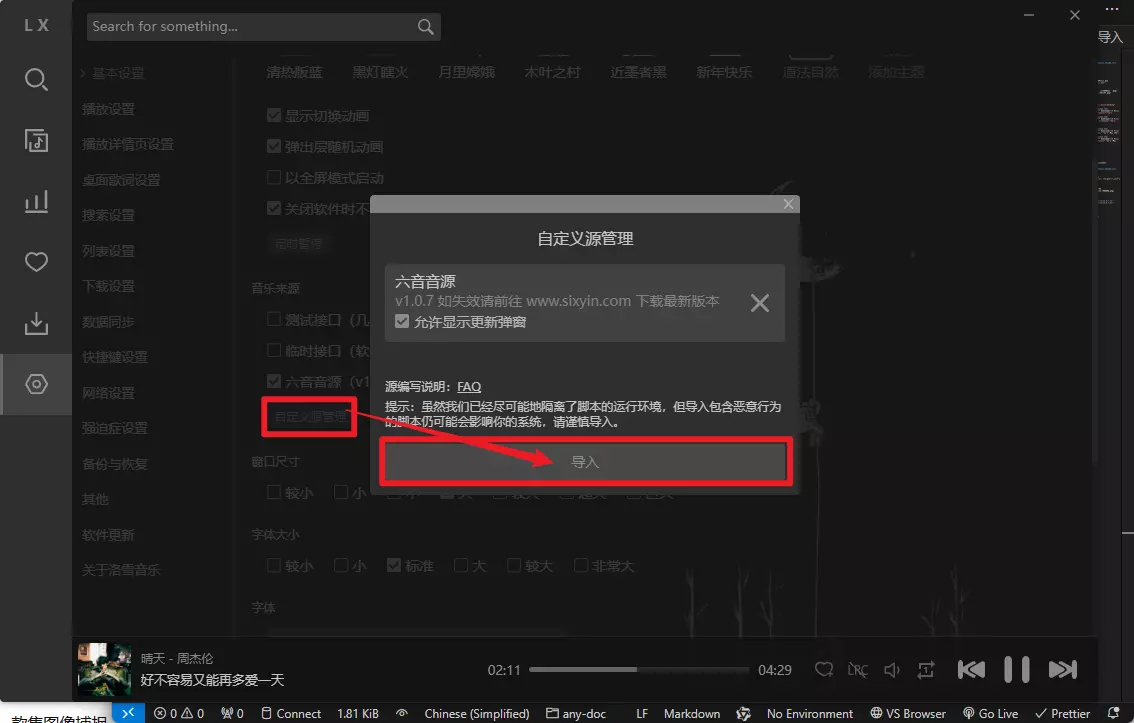 LX
Search for something...
导入
基本设置
播放设置
播放详情页设置
桌面歌词设置
搜索设置
列表设置
下载设置
数据同步
快捷键设置
网络设置
强迫症设置
备份与恢复
其他
软件更新
关于洛雪音乐
清热版蓝
黑灯瞎火
月里嫦娥
木叶之村
近墨者黑
新年快乐
道法自然
添加主题
显示切换动画
弹出层随机动画
以全屏模式启动
关闭软件时不
定时管理
音乐来源
测试接口（几
临时接口（软
六音音源（v1
自定义源管理
窗口尺寸
较小
小
字体大小
较小
小
标准
大
较大
非常大
字体
自定义源管理
六音音源
v1.0.7 如失效请前往 www.sixyin.com 下载最新版本
允许显示更新弹窗
源编写说明：FAQ
提示：虽然我们已经尽可能地隔离了脚本的运行环境，但导入包含恶意行为
的脚本仍可能会影响你的系统，请谨慎导入。
导入
晴天 - 周杰伦
好不容易又能再多爱一天
02:11
04:29
0 0
0
Connect
1.81 KiB
Chinese (Simplified)
any-doc
LF
Markdown
No Environment
VS Browser
Go Live
Prettier